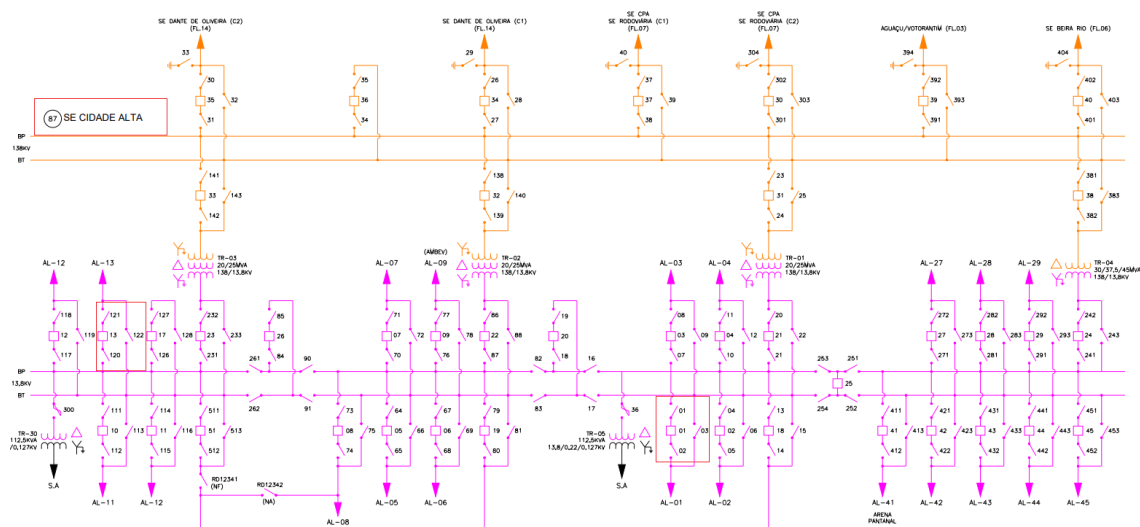 SE DANTE DE OLIVEIRA (C2)
(FL.14)
SE DANTE DE OLIVEIRA (C1)
(FL.14)
SE CPA
SE RODOVIÁRIA (C1)
(FL.07)
SE CPA
SE RODOVIÁRIA (C2)
(FL.07)
AGUAÇU/VOTORANTIM (FL.03)
SE BEIRA RIO (FL.06)
33
29
40
304
394
404
30
35
26
37
302
392
402
35
32
36
34
28
37
39
30
303
39
393
40
403
31
34
27
38
301
391
401
87 SE CIDADE ALTA
BP
138KV
BT
141
138
23
381
33
143
32
140
31
25
38
383
142
139
24
382
(AMBEV)
AL-12
AL-13
TR-03
20/25MVA
138/13,8KV
AL-07
AL-09
TR-02
20/25MVA
138/13,8KV
AL-03
AL-04
TR-01
20/25MVA
138/13,8KV
AL-27
AL-28
AL-29
TR-04
30/37,5/45MVA
138/13,8KV
118
121
127
232
85
71
77
86
19
08
11
20
272
282
292
242
12
119
13
122
17
128
23
233
26
07
72
09
78
22
88
20
03
09
04
12
21
22
27
273
28
283
29
293
24
243
117
120
126
231
84
70
76
87
18
07
10
21
271
281
291
241
261
90
82
16
253
251
BP
13,8KV
BT
25
262
91
83
17
254
252
300
111
114
511
73
64
67
79
36
01
04
13
411
421
431
441
451
TR-30
112,5KVA
/0,127KV
10
113
11
116
51
513
08
75
05
66
06
69
19
81
TR-05
112,5KVA
13,8/0,22/0,127KV
01
03
02
06
18
15
41
413
42
423
43
433
44
443
45
453
112
115
512
74
65
68
80
02
05
14
412
422
432
442
452
S.A
RD12341
(NF)
RD12342
(NA)
S.A
AL-11
AL-12
AL-08
AL-05
AL-06
AL-01
AL-02
AL-41
AL-42
AL-43
AL-44
AL-45
ARENA
PANTANAL